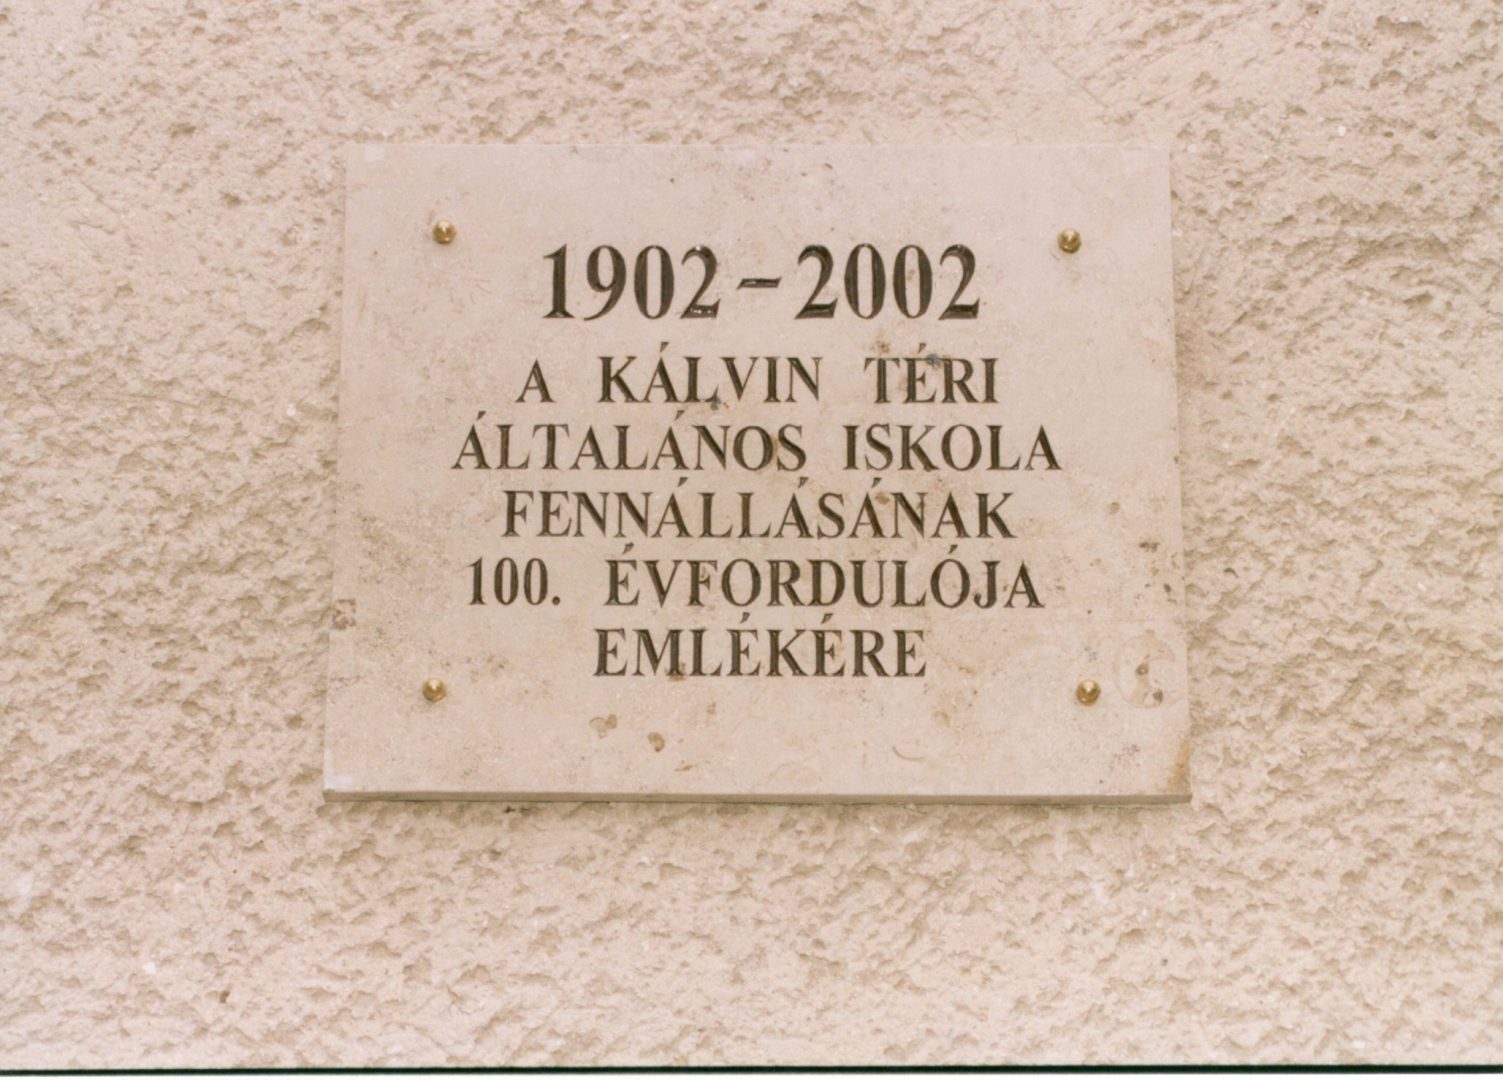 1902-2002
A KÁLVIN TÉRI
ÁLTALÁNOS ISKOLA
FENNÁLLÁSÁNAK
100. ÉVFORDULÓJA
EMLÉKÉRE